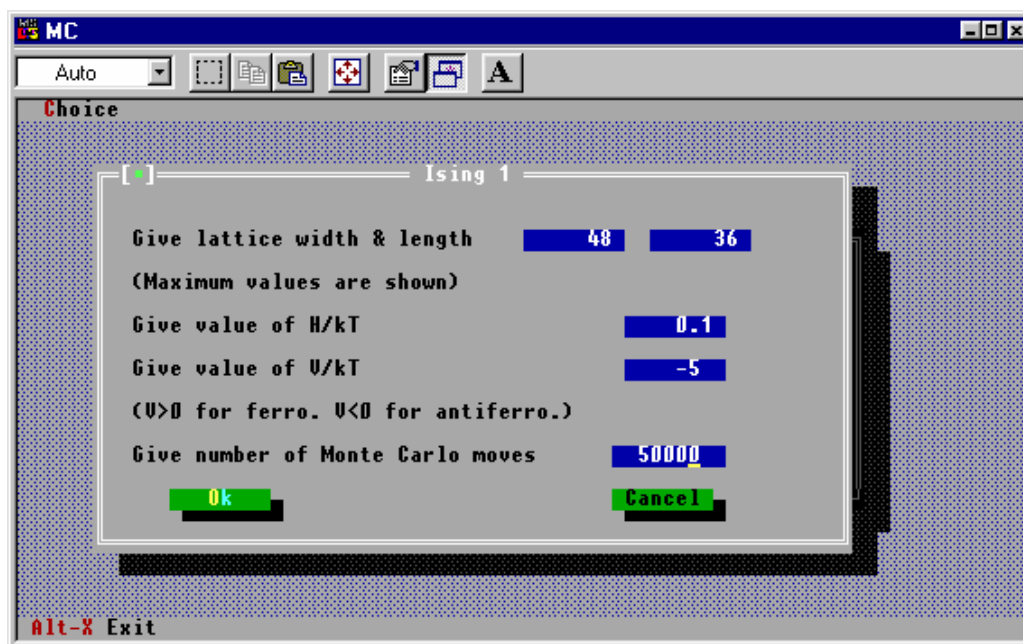 MC
Auto
A
Choice
[■] Ising 1
Give lattice width & length 48 36
(Maximum values are shown)
Give value of H/kT 0.1
Give value of V/kT -5
(V>0 for ferro. V<0 for antiferro.)
Give number of Monte Carlo moves 50000
Ok Cancel
Alt-X Exit